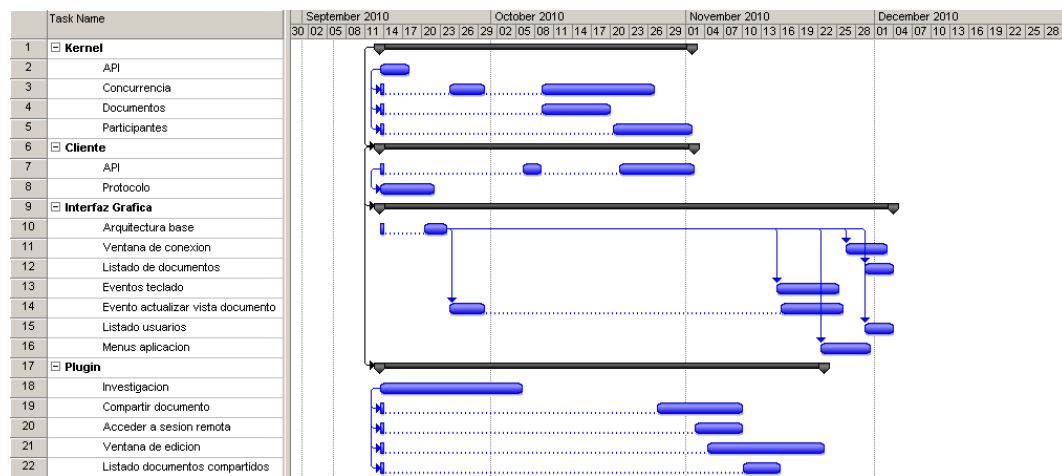 Task Name
September 2010 October 2010 November 2010 December 2010
30 02 05 08 11 14 17 20 23 26 29 02 05 08 11 14 17 20 23 26 29 01 04 07 10 13 16 19 22 25 28 01 04 07 10 13 16 19 22 25 28
1 Kernel
2 API
3 Concurrencia
4 Documentos
5 Participantes
6 Cliente
7 API
8 Protocolo
9 Interfaz Grafica
10 Arquitectura base
11 Ventana de conexion
12 Listado de documentos
13 Eventos teclado
14 Evento actualizar vista documento
15 Listado usuarios
16 Menus aplicacion
17 Plugin
18 Investigacion
19 Compartir documento
20 Acceder a sesion remota
21 Ventana de edicion
22 Listado documentos compartidos